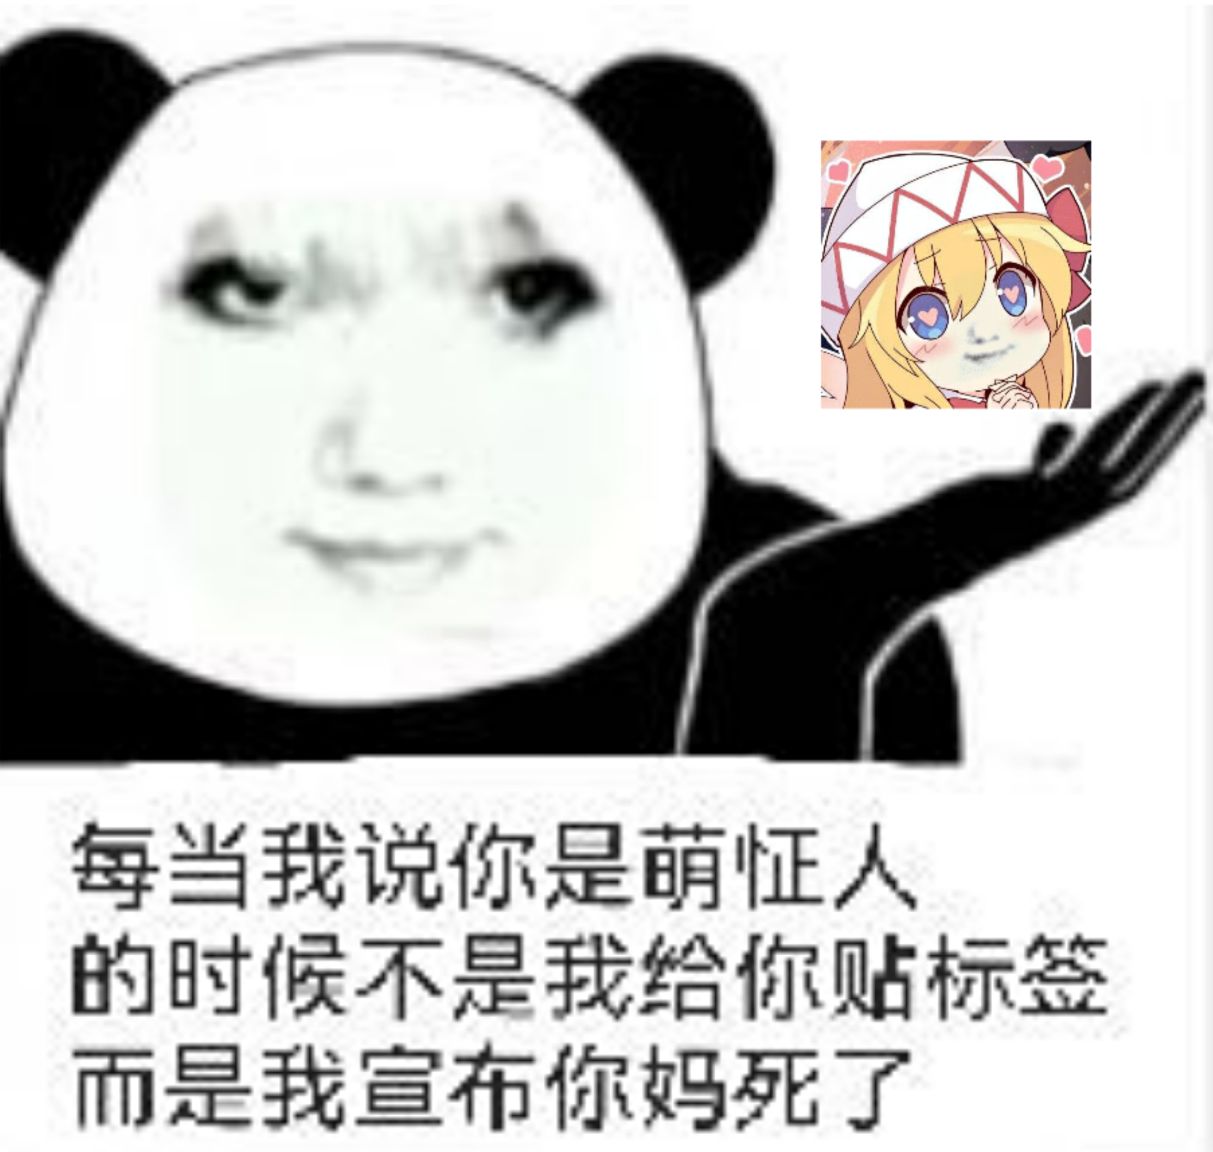 每当我说你是萌怔人
的时候不是我给你贴标签
而是我宣布你妈死了